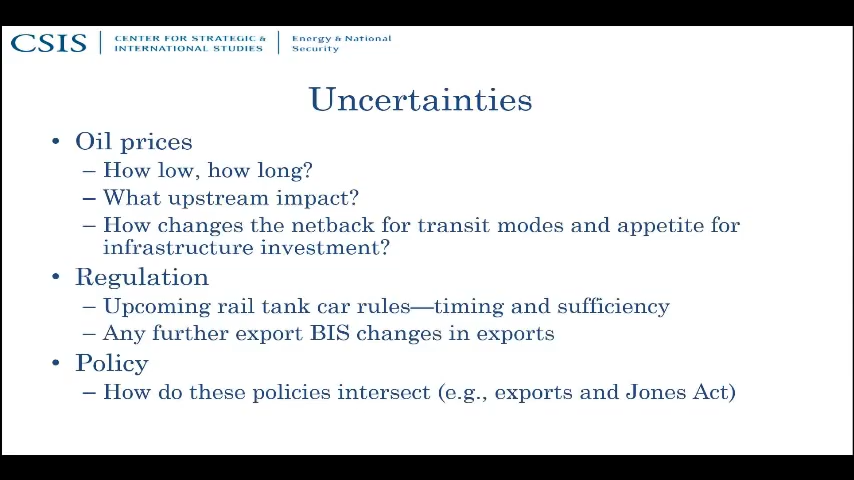 CSIS
CENTER FOR STRATEGIC &
INTERNATIONAL STUDIES
Energy & National
Security
Uncertainties
• Oil prices
– How low, how long?
– What upstream impact?
– How changes the netback for transit modes and appetite for
infrastructure investment?
• Regulation
– Upcoming rail tank car rules—timing and sufficiency
– Any further export BIS changes in exports
• Policy
– How do these policies intersect (e.g., exports and Jones Act)